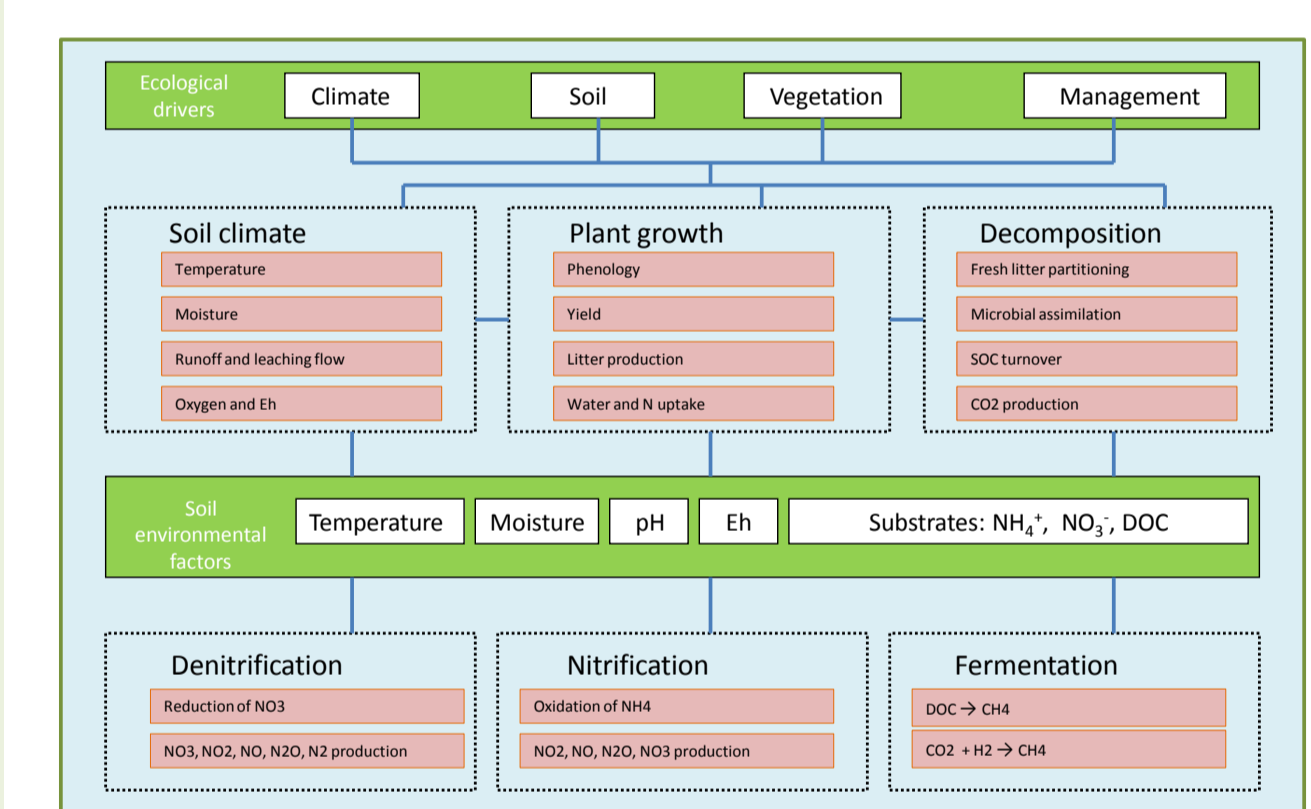 Ecological
drivers
Climate
Soil
Vegetation
Management
Soil climate
Temperature
Moisture
Runoff and leaching flow
Oxygen and Eh
Plant growth
Phenology
Yield
Litter production
Water and N uptake
Decomposition
Fresh litter partitioning
Microbial assimilation
SOC turnover
CO2 production
Soil
environmental
factors
Temperature
Moisture
pH
Eh
Substrates: NH₄⁺, NO₃⁻, DOC
Denitrification
Reduction of NO3
NO3, NO2, NO, N2O, N2 production
Nitrification
Oxidation of NH4
NO2, NO, N2O, NO3 production
Fermentation
DOC → CH4
CO2 + H2 → CH4